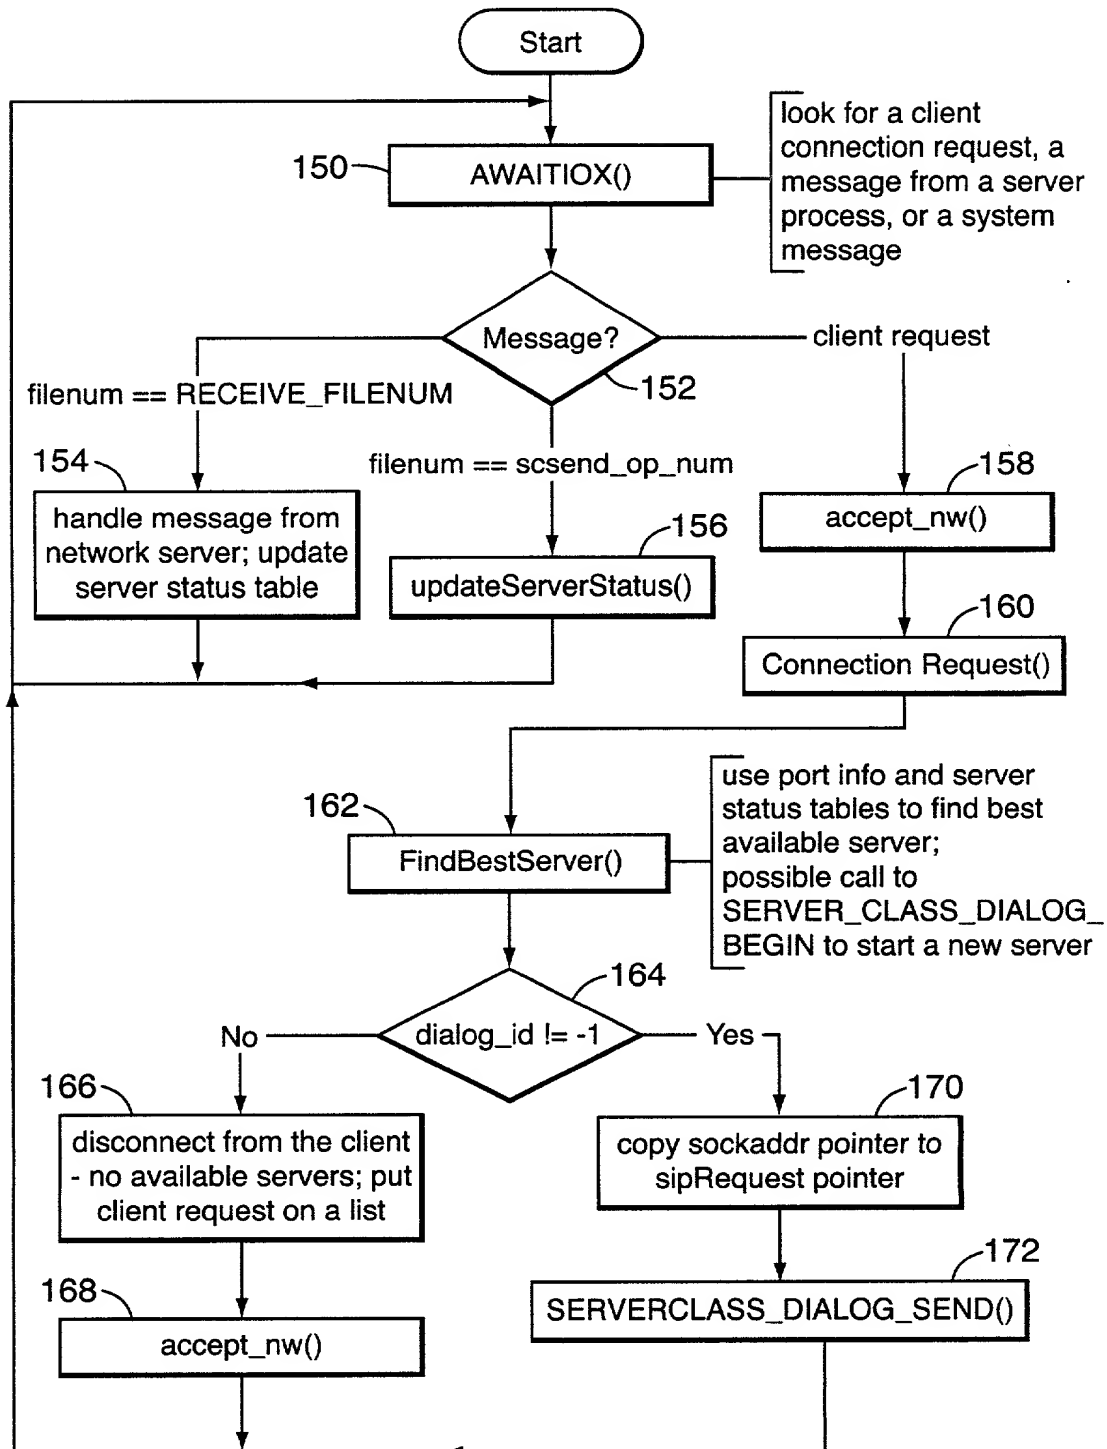 Start
look for a client
connection request, a
message from a server
process, or a system
message
150
AWAITIOX()
Message?
client request
152
filenum == RECEIVE_FILENUM
filenum == scsend_op_num
154
handle message from
network server; update
server status table
156
updateServerStatus()
158
accept_nw()
160
Connection Request()
162
FindBestServer()
use port info and server
status tables to find best
available server;
possible call to
SERVER_CLASS_DIALOG_
BEGIN to start a new server
164
dialog_id != -1
No
Yes
166
disconnect from the client
- no available servers; put
client request on a list
170
copy sockaddr pointer to
sipRequest pointer
168
accept_nw()
172
SERVERCLASS_DIALOG_SEND()